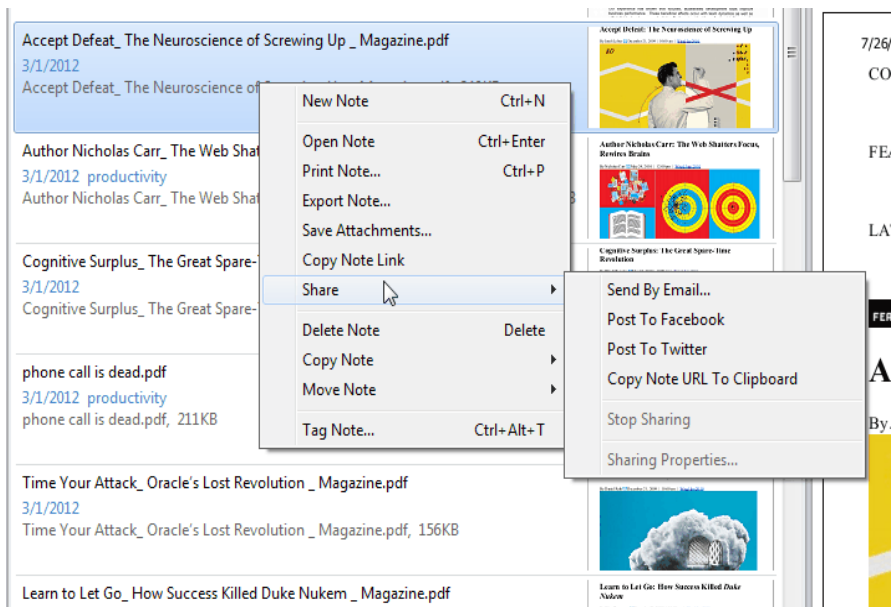 Accept Defeat_ The Neuroscience of Screwing Up _ Magazine.pdf
3/1/2012
Accept Defeat_ The Neuroscience of
Accept Defeat: The Neuroscience of Screwing Up
New Note Ctrl+N
Open Note Ctrl+Enter
Print Note... Ctrl+P
Export Note...
Save Attachments...
Copy Note Link
Share
Delete Note Delete
Copy Note
Move Note
Tag Note... Ctrl+Alt+T
Send By Email...
Post To Facebook
Post To Twitter
Copy Note URL To Clipboard
Stop Sharing
Sharing Properties...
Author Nicholas Carr_ The Web Shat
3/1/2012 productivity
Author Nicholas Carr_ The Web Shat
Author Nicholas Carr: The Web Shatters Focus,
Rewires Brains
Cognitive Surplus_ The Great Spare-
3/1/2012
Cognitive Surplus_ The Great Spare-
Cognitive Surplus: The Great Spare-Time
Revolution
phone call is dead.pdf
3/1/2012 productivity
phone call is dead.pdf, 211KB
Time Your Attack_ Oracle's Lost Revolution _ Magazine.pdf
3/1/2012
Time Your Attack_ Oracle's Lost Revolution _ Magazine.pdf, 156KB
Learn to Let Go_ How Success Killed Duke Nukem _ Magazine.pdf
Learn to Let Go: How Success Killed Duke
Nukem
7/26/
CO
FEA
LA
FER
A
By